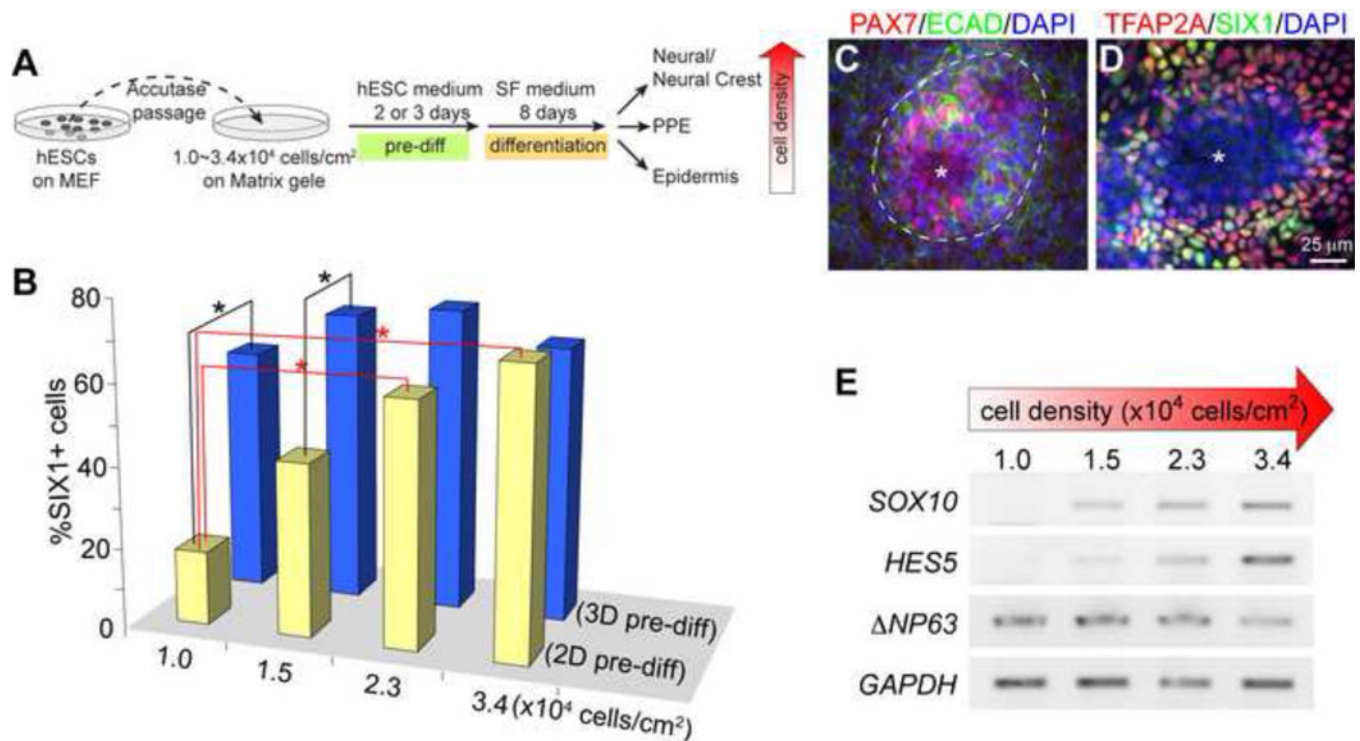 A
hESCs
on MEF
Accutase
passage
1.0~3.4x10⁴ cells/cm²
on Matrix gele
hESC medium
2 or 3 days
pre-diff
SF medium
8 days
differentiation
Neural/
Neural Crest
PPE
Epidermis
cell density
PAX7/ECAD/DAPI
C
*
TFAP2A/SIX1/DAPI
D
*
25 μm
B
%SIX1+ cells
80
60
40
20
0
*
*
*
*
(3D pre-diff)
(2D pre-diff)
1.0
1.5
2.3
3.4 (x10⁴ cells/cm²)
E
cell density (x10⁴ cells/cm²)
1.0 1.5 2.3 3.4
SOX10
HES5
ΔNP63
GAPDH